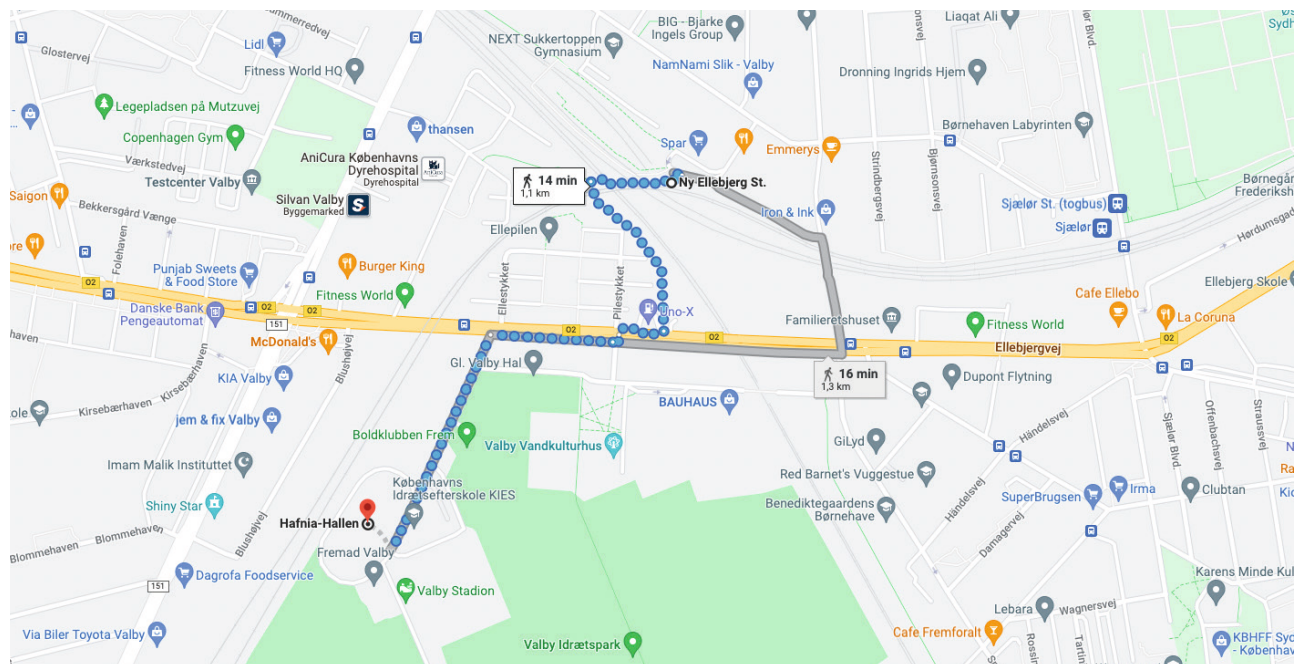 BIG - Bjarke
Ingels Group
Liaqat Ali
NEXT Sukkertoppen
Gymnasium
Lidl
Glostervej
Fitness World HQ
NamNami Slik - Valby
Dronning Ingrids Hjem
Sjælør Blvd.
Legepladsen på Mutzuvej
Copenhagen Gym
thansen
Børnehaven Labyrinten
Spar
Emmerys
Værkstedvej
AniCura Københavns
Dyrehospital
Dyrehospital
Strindbergsvej
Bjørnsonsvej
Testcenter Valby
14 min
1,1 km
Ny Ellebjerg St.
Saigon
Silvan Valby
Byggemarked
Bekkersgård Vænge
Iron & Ink
Sjælør St. (togbus)
Sjælør
Ellepilen
Folehaven
Punjab Sweets
& Food Store
Burger King
Ellestykket
Pilestykket
Ellebjerg Skole
O2
Fitness World
Danske Bank
Pengeautomat
O2
O2
151
Uno-X
O2
O2
Familieretshuset
Fitness World
Cafe Ellebo
La Coruna
O2
Ellebjergvej
McDonald's
Blushøjvej
Gl. Valby Hal
16 min
1,3 km
Dupont Flytning
KIA Valby
Kirsebærhaven
Kirsebærhaven
BAUHAUS
jem & fix Valby
Boldklubben Frem
Valby Vandkulturhus
GiLyd
Händelsvej
Sjælør Blvd.
Offenbachsvej
Straussvej
Imam Malik Instituttet
Københavns
Idrætsefterskole KIES
Red Barnet's Vuggestue
Händelsvej
SuperBrugsen
Irma
Clubtan
Shiny Star
Benediktegaardens
Børnehave
Damagervej
Hafnia-Hallen
Blommehaven
Blommehaven
Blushøjvej
Fremad Valby
151
Dagrofa Foodservice
Valby Stadion
Karens Minde Kul
Lebara
Wagnersvej
Via Biler Toyota Valby
Valby Idrætspark
Cafe Fremforalt
KBHFF Syd
- København